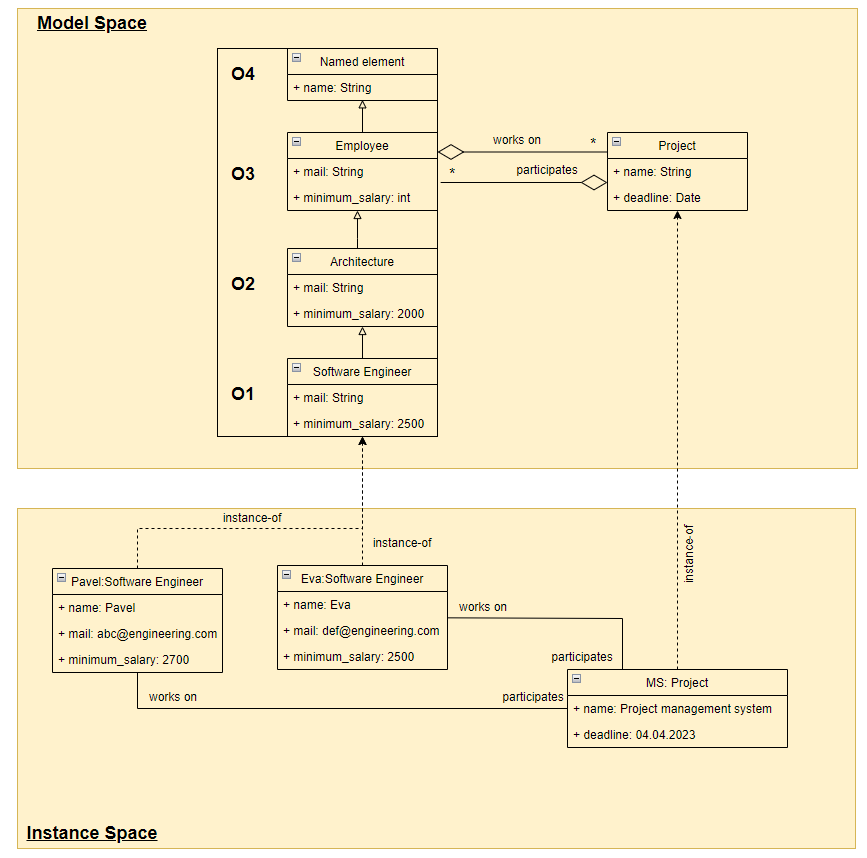 Model Space
O4
Named element
+ name: String
O3
Employee
+ mail: String
+ minimum_salary: int
works on
*
*
participates
Project
+ name: String
+ deadline: Date
O2
Architecture
+ mail: String
+ minimum_salary: 2000
O1
Software Engineer
+ mail: String
+ minimum_salary: 2500
instance-of
instance-of
instance-of
Pavel:Software Engineer
+ name: Pavel
+ mail: abc@engineering.com
+ minimum_salary: 2700
Eva:Software Engineer
+ name: Eva
+ mail: def@engineering.com
+ minimum_salary: 2500
works on
participates
works on
participates
MS: Project
+ name: Project management system
+ deadline: 04.04.2023
Instance Space